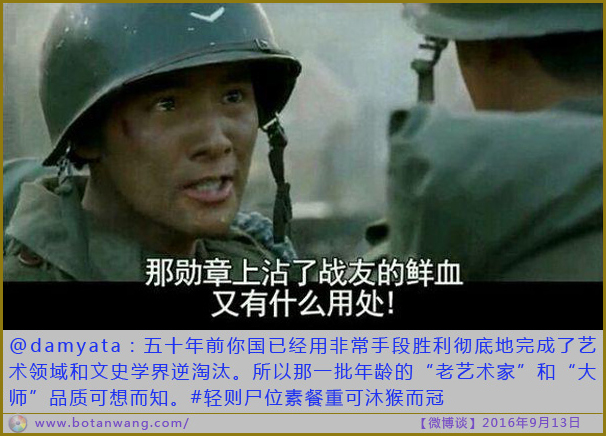 那勋章上沾了战友的鲜血
又有什么用处!
@damyata：五十年前你国已经用非常手段胜利彻底地完成了艺
术领域和文史学界逆淘汰。所以那一批年龄的“老艺术家”和“大
师”品质可想而知。#轻则尸位素餐重可沐猴而冠
www.botanwang.com/ 【微博谈】2016年9月13日